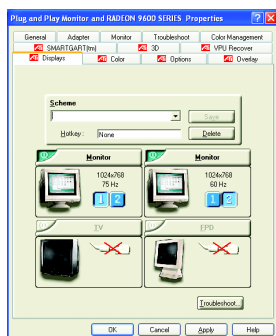 Plug and Play Monitor and RADEON 9600 SERIES Properties
General Adapter Monitor Troubleshoot Color Management
SMARTGART(tm) 3D VPU Recover
Displays Color Options Overlay
Scheme
Save
Hotkey: None Delete
Monitor Monitor
1024x768 1024x768
75 Hz 60 Hz
1 2 1 3
TV FPD
Troubleshoot...
OK Cancel Apply Help